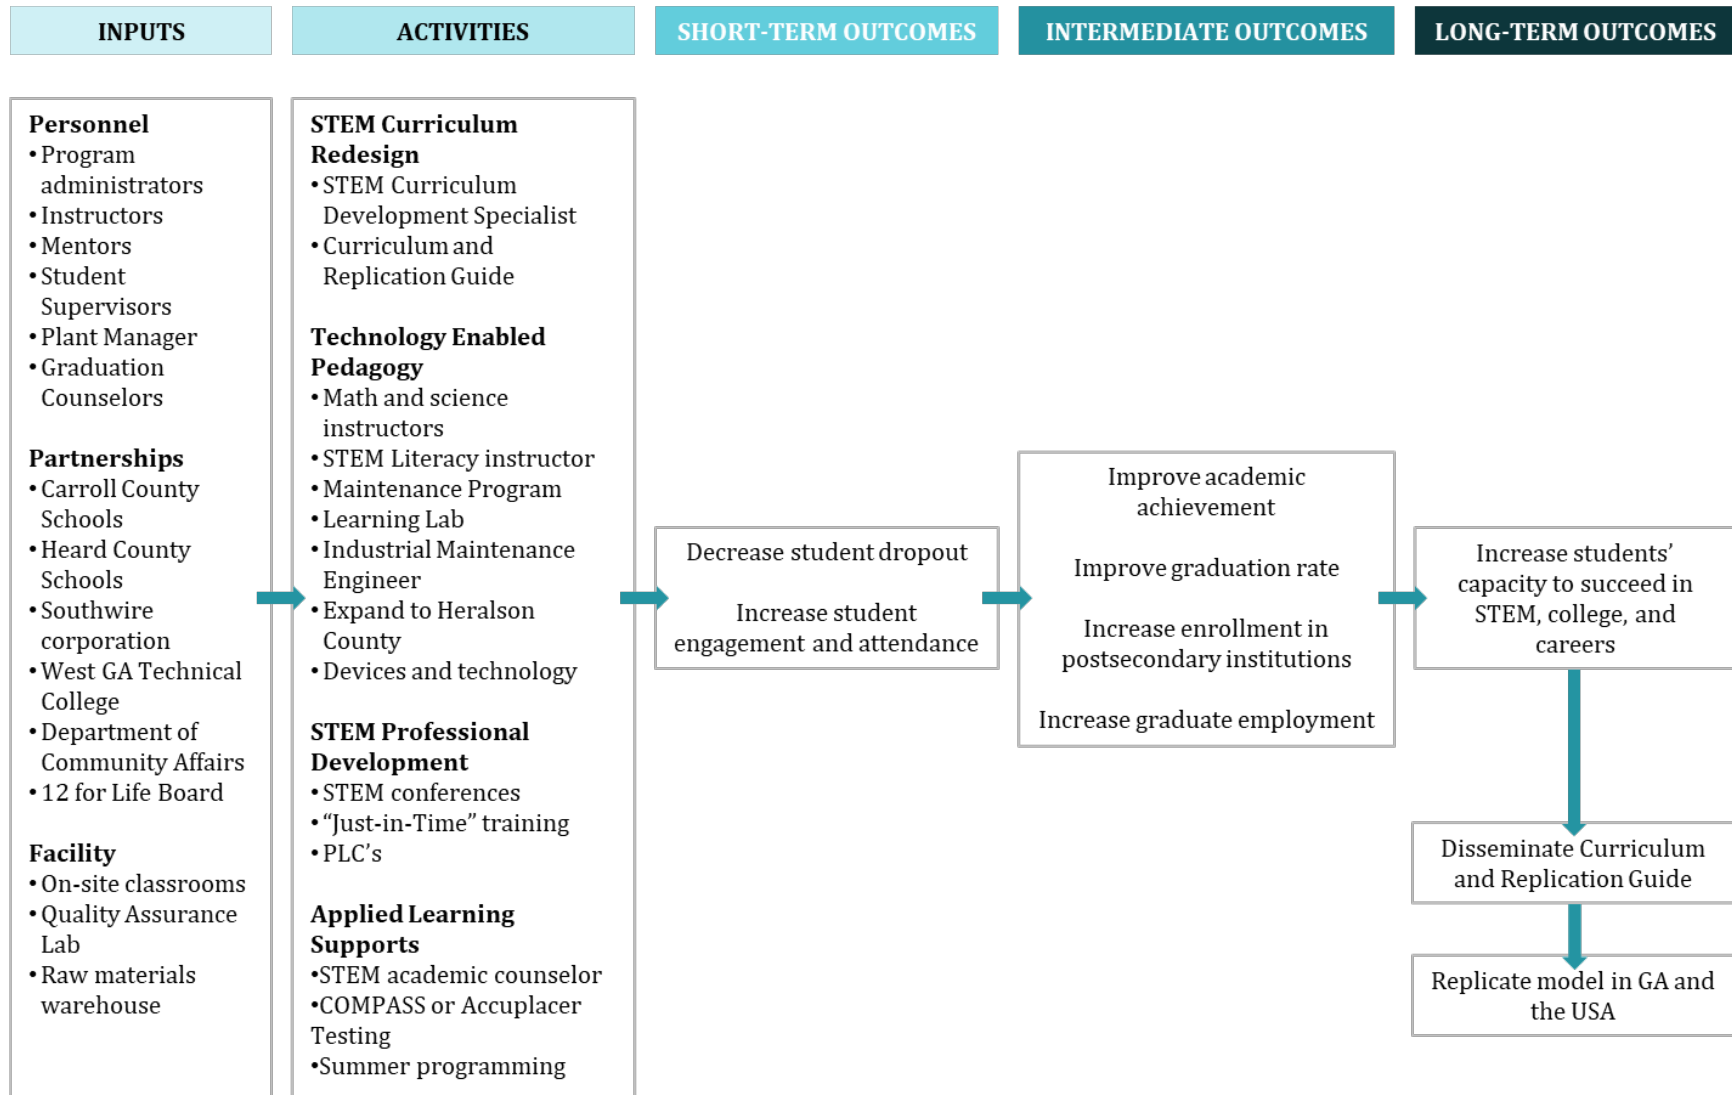 INPUTS
ACTIVITIES
SHORT-TERM OUTCOMES
INTERMEDIATE OUTCOMES
LONG-TERM OUTCOMES
Personnel
• Program
administrators
• Instructors
• Mentors
• Student
Supervisors
• Plant Manager
• Graduation
Counselors
Partnerships
• Carroll County
Schools
• Heard County
Schools
• Southwire
corporation
• West GA Technical
College
• Department of
Community Affairs
• 12 for Life Board
Facility
• On-site classrooms
• Quality Assurance
Lab
• Raw materials
warehouse
STEM Curriculum
Redesign
• STEM Curriculum
Development Specialist
• Curriculum and
Replication Guide
Technology Enabled
Pedagogy
• Math and science
instructors
• STEM Literacy instructor
• Maintenance Program
• Learning Lab
• Industrial Maintenance
Engineer
• Expand to Heralson
County
• Devices and technology
STEM Professional
Development
• STEM conferences
• “Just-in-Time” training
• PLC's
Applied Learning
Supports
•STEM academic counselor
•COMPASS or Accuplacer
Testing
•Summer programming
Decrease student dropout
Increase student
engagement and attendance
Improve academic
achievement
Improve graduation rate
Increase enrollment in
postsecondary institutions
Increase graduate employment
Increase students’
capacity to succeed in
STEM, college, and
careers
Disseminate Curriculum
and Replication Guide
Replicate model in GA and
the USA